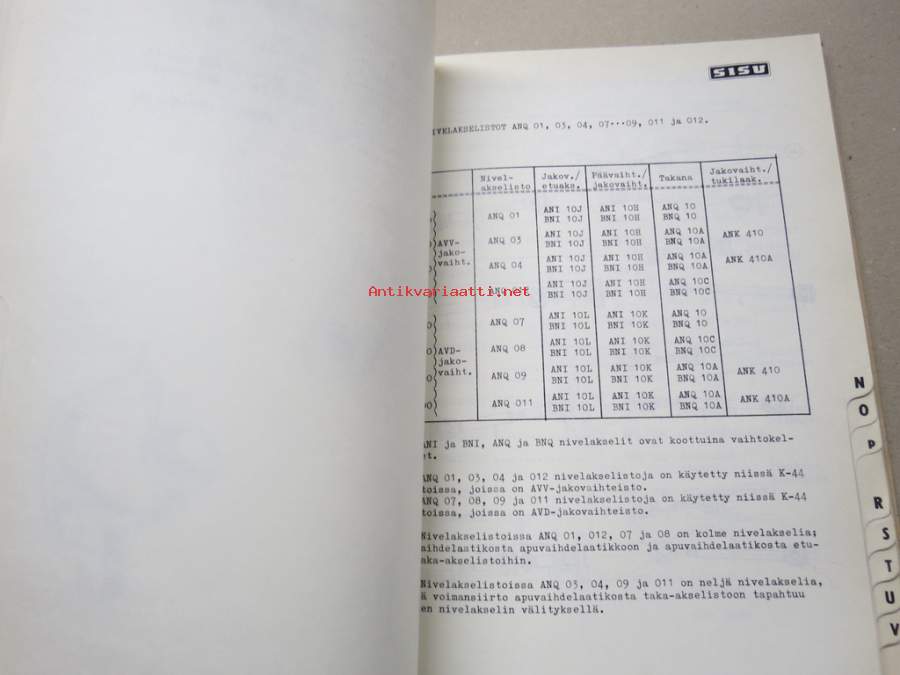 SISU
NIVELAKSELISTOT ANQ 01, 03, 04, 07···09, 011 ja 012.
Nivel-akselisto Jakov./etuaks. Päävaiht./jakovaiht. Takana Jakovaiht./tukilaak.
ANQ 01 ANI 10J ANI 10H ANQ 10
BNI 10J BNI 10H BNQ 10
AVV-jako-vaiht.
ANQ 03 ANI 10J ANI 10H ANQ 10A ANK 410
BNI 10J BNI 10H BNQ 10A
ANQ 04 ANI 10J ANI 10H ANQ 10A ANK 410A
BNI 10J BNI 10H BNQ 10A
ANI 10J ANI 10H ANQ 10C
BNI 10J BNI 10H BNQ 10C
Antikvariaatti.net
ANQ 07 ANI 10L ANI 10K ANQ 10
BNI 10L BNI 10K BNQ 10
AVD-jako-vaiht.
ANQ 08 ANI 10L ANI 10K ANQ 10C
BNI 10L BNI 10K BNQ 10C
ANQ 09 ANI 10L ANI 10K ANQ 10A ANK 410
BNI 10L BNI 10K BNQ 10A
ANQ 011 ANI 10L ANI 10K ANQ 10A ANK 410A
BNI 10L BNI 10K BNQ 10A
ANI ja BNI, ANQ ja BNQ nivelakselit ovat koottuina vaihtokel-
et.
ANQ 01, 03, 04 ja 012 nivelakselistoja on käytetty niissä K-44
toissa, joissa on AVV-jakovaihteisto.
ANQ 07, 08, 09 ja 011 nivelakselistoja on käytetty niissä K-44
toissa, joissa on AVD-jakovaihteisto.
Nivelakselistoissa ANQ 01, 012, 07 ja 08 on kolme nivelakselia;
aihdelaatikosta apuvaihdelaatikkoon ja apuvaihdelaatikosta etu-
aka-akselistoihin.
Nivelakselistoissa ANQ 03, 04, 09 ja 011 on neljä nivelakselia,
ä voimansiirto apuvaihdelaatikosta taka-akselistoon tapahtuu
en nivelakselin välityksellä.
N
O
P
R
S
T
U
V